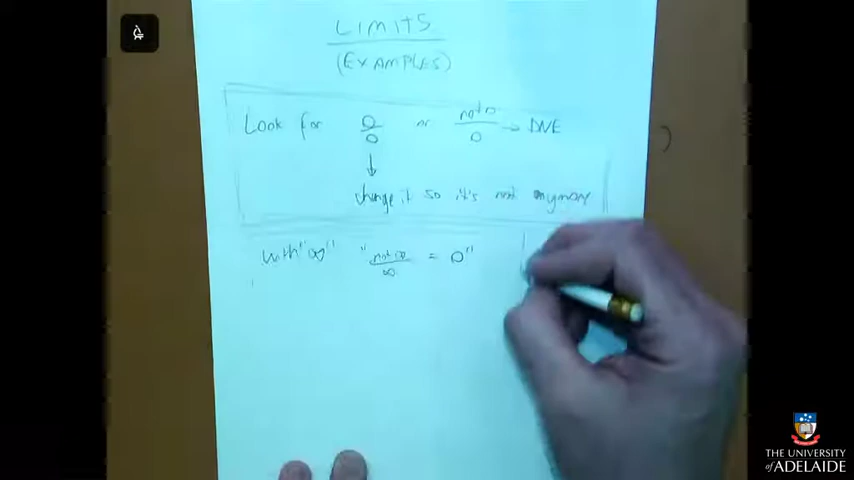 LIMITS
(EXAMPLES)
Look for 0/0 or not 0/0 → DNE
↓
change it so it's not anymore
with "∞" "not ∞/∞ = 0"
THE UNIVERSITY
of ADELAIDE